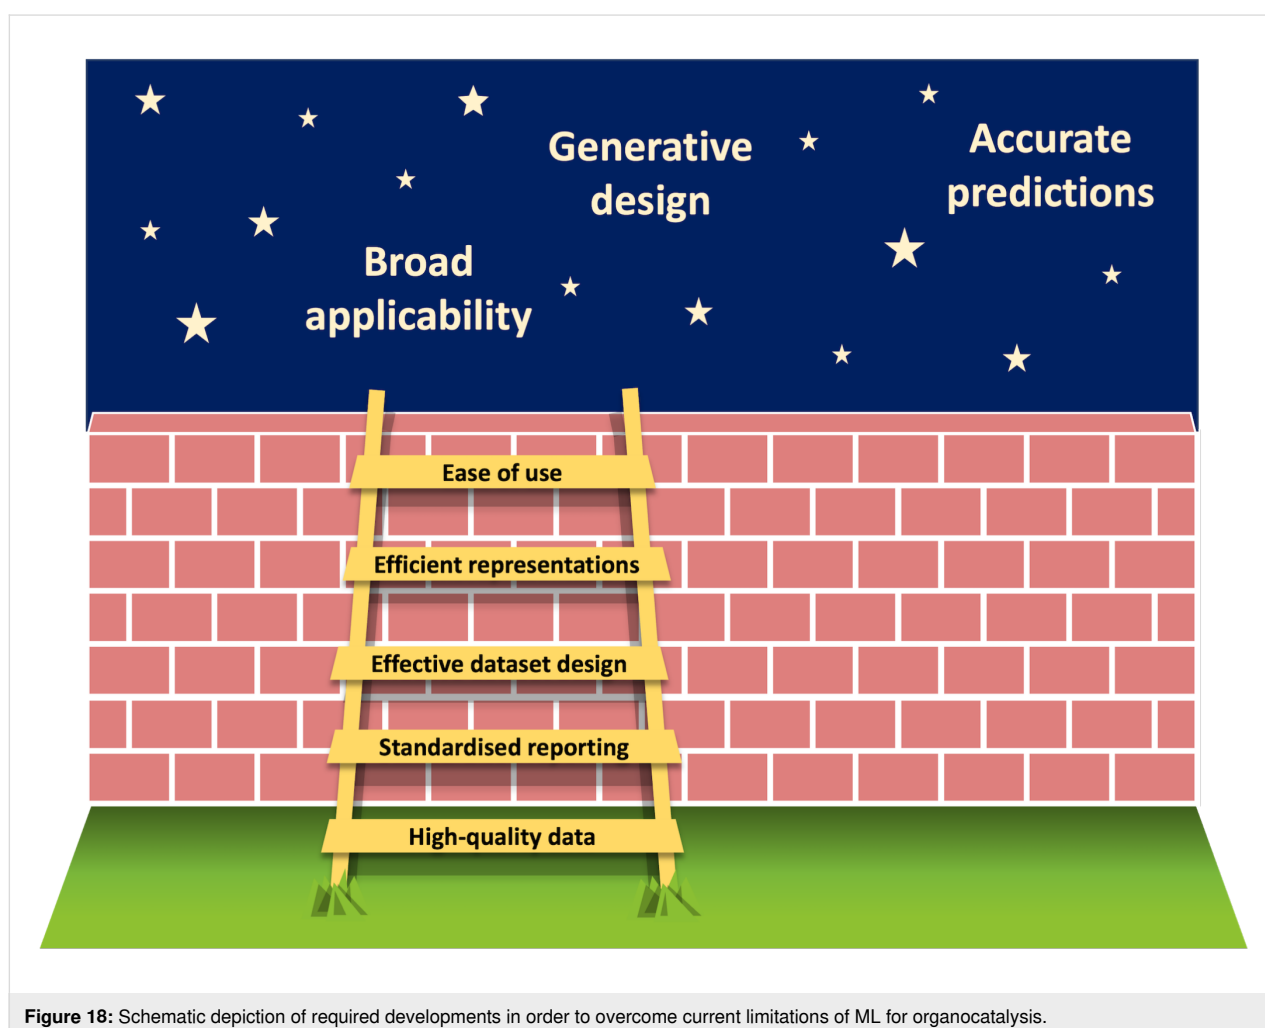 Generative
design
Accurate
predictions
Broad
applicability
Ease of use
Efficient representations
Effective dataset design
Standardised reporting
High-quality data
Figure 18: Schematic depiction of required developments in order to overcome current limitations of ML for organocatalysis.